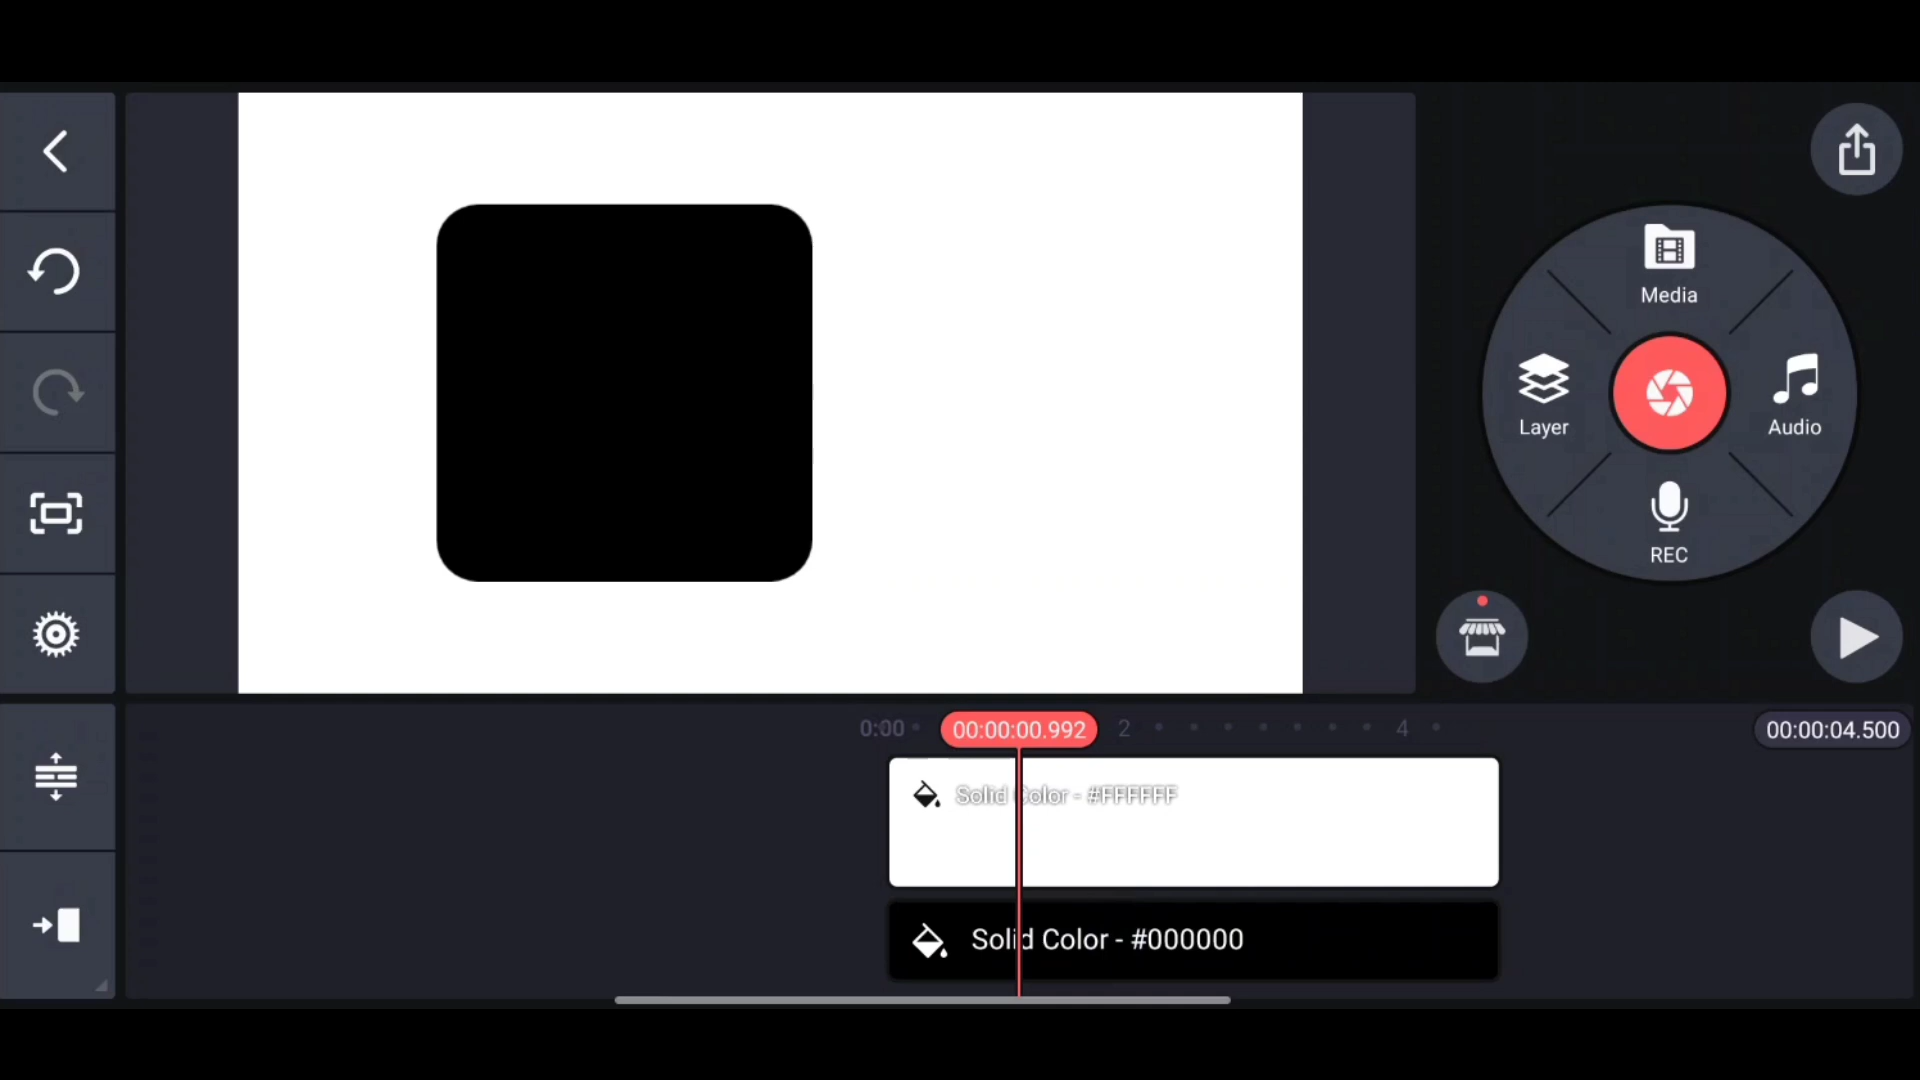 Media
Layer
Audio
REC
0:00
00:00:00.992
2
4
00:00:04.500
Solid Color - #FFFFFF
Solid Color - #000000